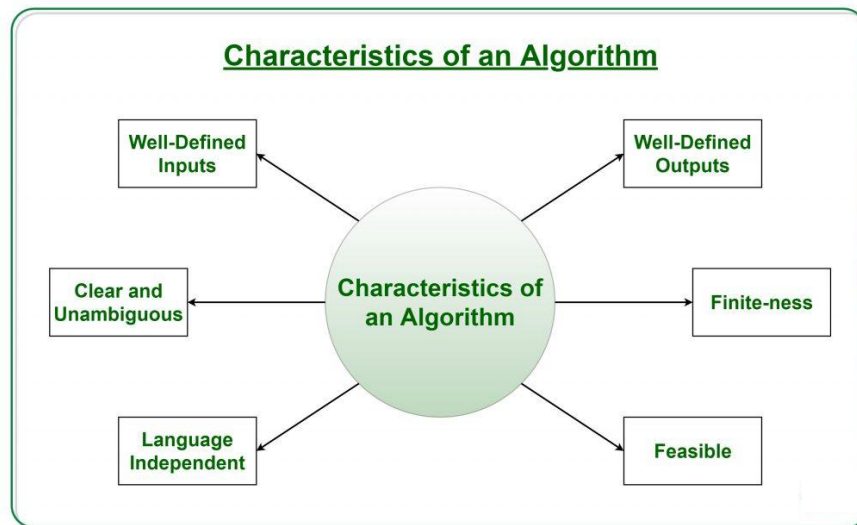 Characteristics of an Algorithm
Well-Defined
Inputs
Well-Defined
Outputs
Clear and
Unambiguous
Characteristics of
an Algorithm
Finite-ness
Language
Independent
Feasible